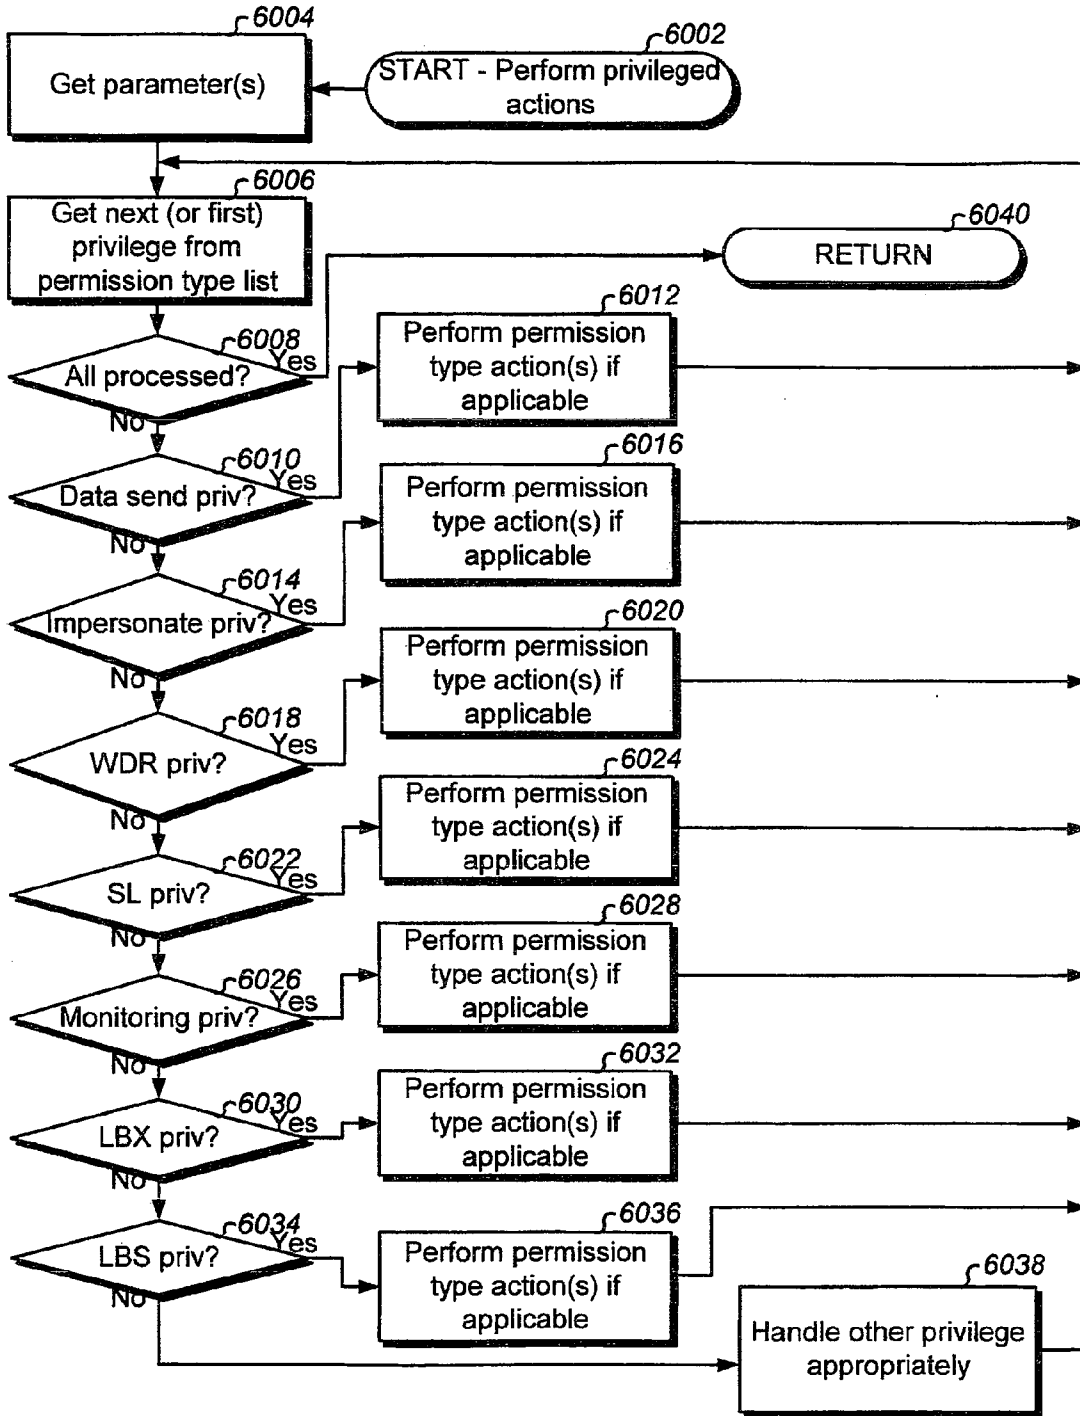 6004
Get parameter(s)
6002
START - Perform privileged
actions
6006
Get next (or first)
privilege from
permission type list
6040
RETURN
6008
All processed?
Yes
No
6012
Perform permission
type action(s) if
applicable
6010
Data send priv?
Yes
No
6016
Perform permission
type action(s) if
applicable
6014
Impersonate priv?
Yes
No
6020
Perform permission
type action(s) if
applicable
6018
WDR priv?
Yes
No
6024
Perform permission
type action(s) if
applicable
6022
SL priv?
Yes
No
6028
Perform permission
type action(s) if
applicable
6026
Monitoring priv?
Yes
No
6032
Perform permission
type action(s) if
applicable
6030
LBX priv?
Yes
No
6036
Perform permission
type action(s) if
applicable
6034
LBS priv?
Yes
No
6038
Handle other privilege
appropriately